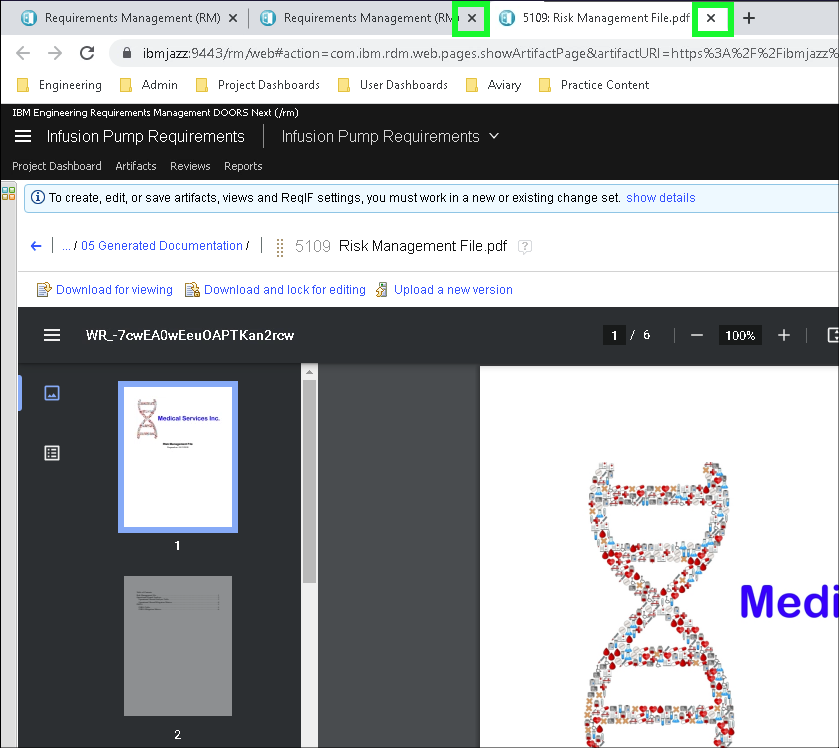 Requirements Management (RM)
Requirements Management (RM
5109: Risk Management File.pdf
ibmjazz:9443/rm/web#action=com.ibm.rdm.web.pages.showArtifactPage&artifactURI=https%3A%2F%2Fibmjazz%
Engineering
Admin
Project Dashboards
User Dashboards
Aviary
Practice Content
IBM Engineering Requirements Management DOORS Next (/rm)
Infusion Pump Requirements
Infusion Pump Requirements
Project Dashboard
Artifacts
Reviews
Reports
To create, edit, or save artifacts, views and ReqIF settings, you must work in a new or existing change set. show details
... / 05 Generated Documentation /
5109 Risk Management File.pdf
?
Download for viewing
Download and lock for editing
Upload a new version
WR_-7cwEA0wEeuOAPTKan2rcw
1 / 6
100%
Medical Services Inc.
Risk Management File
1
2
Medi